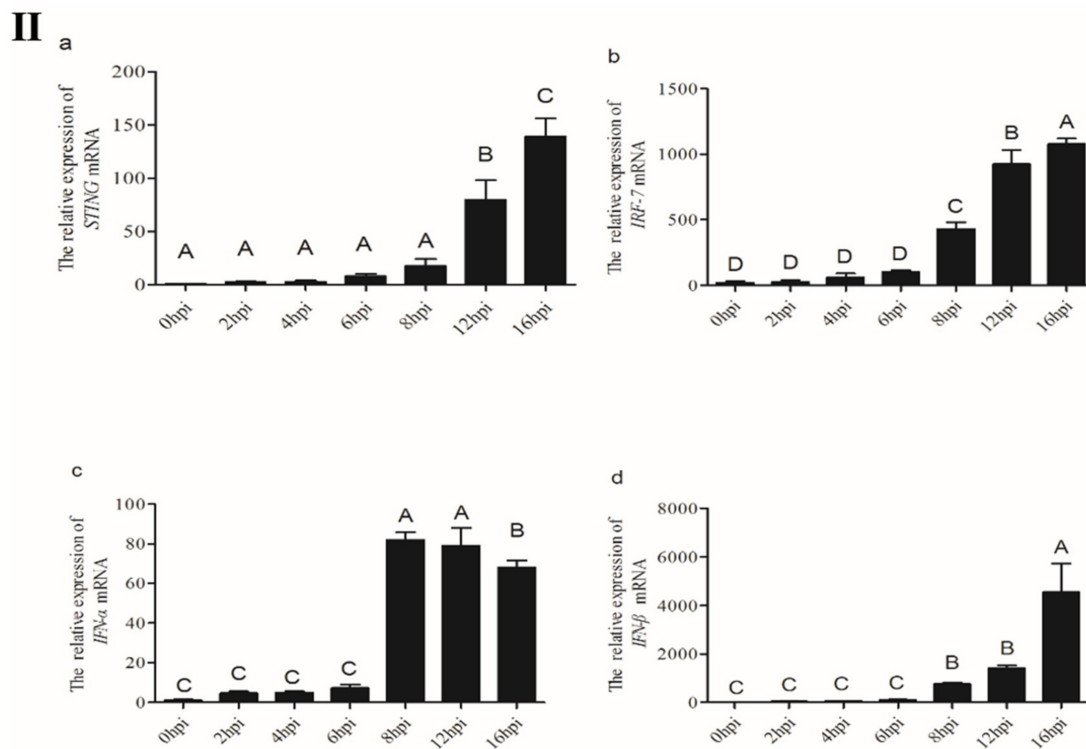 II
a
The relative expression of
STING mRNA
200
150
100
50
0
A
A
A
A
A
B
C
0hpi
2hpi
4hpi
6hpi
8hpi
12hpi
16hpi
b
The relative expression of
IRF-7 mRNA
1500
1000
500
0
D
D
D
D
C
B
A
0hpi
2hpi
4hpi
6hpi
8hpi
12hpi
16hpi
c
The relative expression of
IFN-α mRNA
100
80
60
40
20
0
C
C
C
C
A
A
B
0hpi
2hpi
4hpi
6hpi
8hpi
12hpi
16hpi
d
The relative expression of
IFN-β mRNA
8000
6000
4000
2000
0
C
C
C
C
B
B
A
0hpi
2hpi
4hpi
6hpi
8hpi
12hpi
16hpi